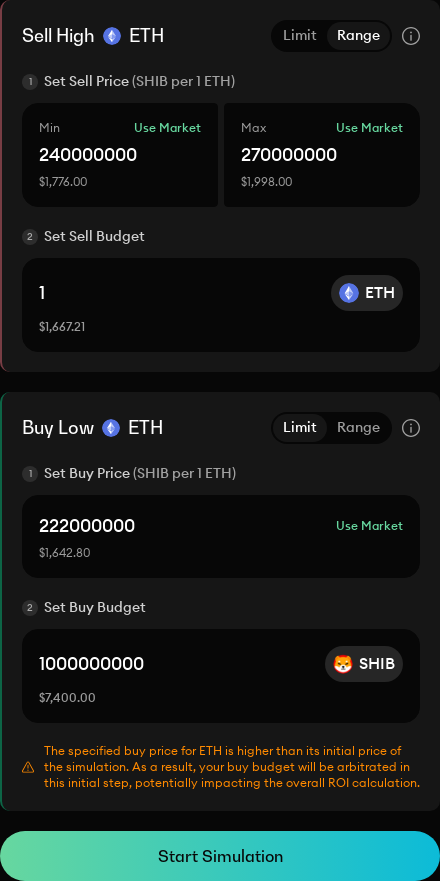 Sell High ETH Limit Range
1 Set Sell Price (SHIB per 1 ETH)
Min Use Market Max Use Market
240000000 270000000
$1,776.00 $1,998.00
2 Set Sell Budget
1 ETH
$1,667.21
Buy Low ETH Limit Range
1 Set Buy Price (SHIB per 1 ETH)
222000000 Use Market
$1,642.80
2 Set Buy Budget
1000000000 SHIB
$7,400.00
The specified buy price for ETH is higher than its initial price of
the simulation. As a result, your buy budget will be arbitrated in
this initial step, potentially impacting the overall ROI calculation.
Start Simulation